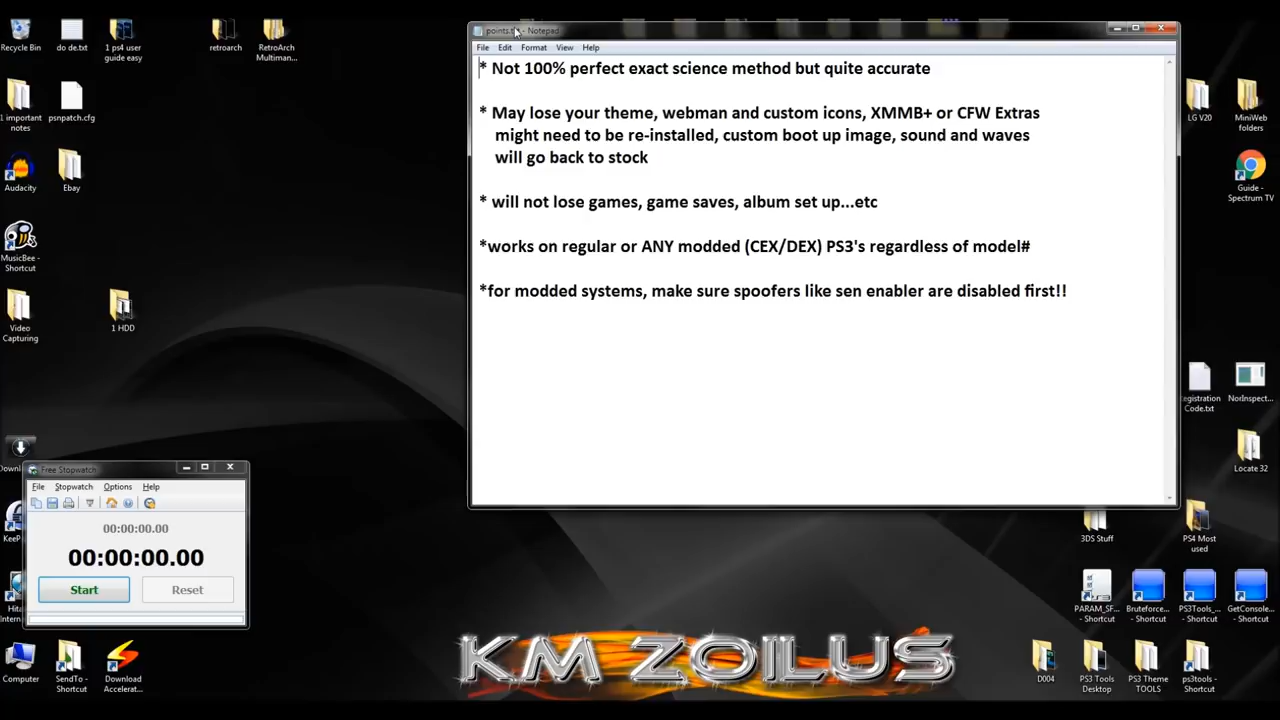 Recycle Bin
do de.txt
1 ps4 user
guide easy
retroarch
RetroArch
Multiman...
1 important
notes
psnpatch.cfg
Audacity
Ebay
MusicBee -
Shortcut
Video
Capturing
1 HDD
points.t - Notepad
File Edit Format View Help
* Not 100% perfect exact science method but quite accurate
* May lose your theme, webman and custom icons, XMMB+ or CFW Extras
might need to be re-installed, custom boot up image, sound and waves
will go back to stock
* will not lose games, game saves, album set up...etc
*works on regular or ANY modded (CEX/DEX) PS3's regardless of model#
*for modded systems, make sure spoofers like sen enabler are disabled first!!
LG V20
MiniWeb
folders
Guide -
Spectrum TV
egistration
Code.txt
NorInspect...
Locate 32
Downl
Free Stopwatch
File Stopwatch Options Help
00:00:00.00
00:00:00.00
Start
Reset
KeeP
Hit
Intern
3DS Stuff
PS4 Most
used
PARAM_SF...
- Shortcut
Bruteforce...
- Shortcut
PS3Tools_...
- Shortcut
GetConsole...
- Shortcut
Computer
SendTo -
Shortcut
Download
Accelerat...
KM ZOILUS
D004
PS3 Tools
Desktop
PS3 Theme
TOOLS
ps3tools -
Shortcut